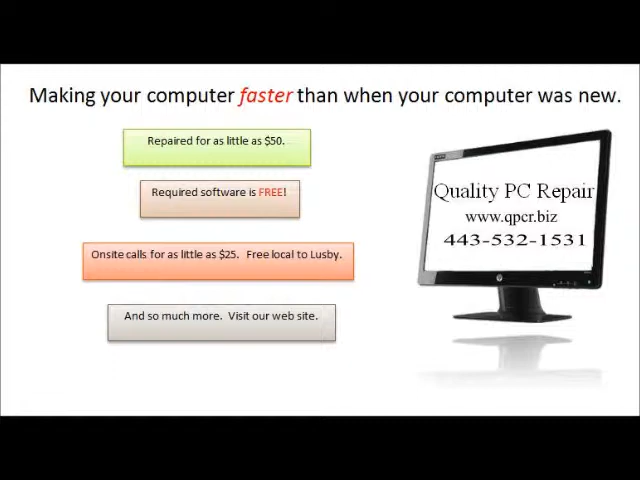 Making your computer faster than when your computer was new.
Repaired for as little as $50.
Required software is FREE!
Onsite calls for as little as $25.  Free local to Lusby.
And so much more.  Visit our web site.
Quality PC Repair
www.qpcr.biz
443-532-1531